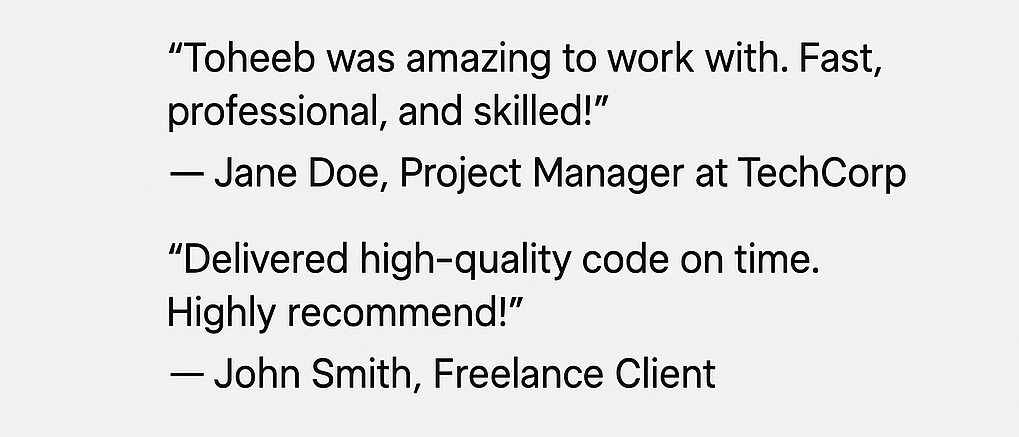 “Toheeb was amazing to work with. Fast,
professional, and skilled!”
— Jane Doe, Project Manager at TechCorp
“Delivered high-quality code on time.
Highly recommend!”
— John Smith, Freelance Client